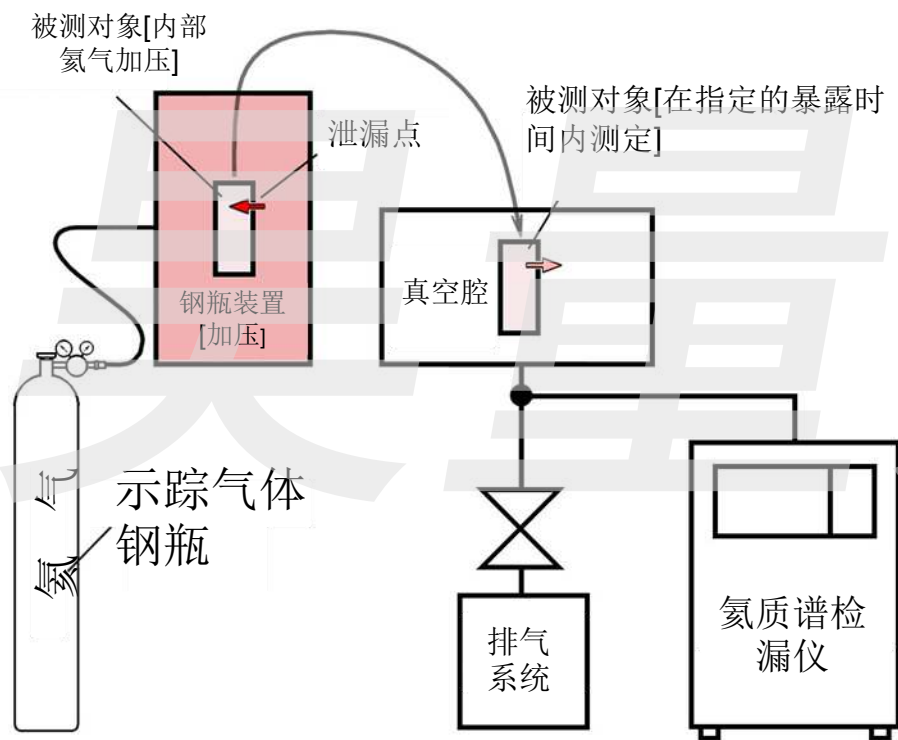 被测对象[内部
氦气加压]
泄漏点
被测对象[在指定的暴露时
间内测定]
钢瓶装置
[加压]
真空腔
氦气
示踪气体
钢瓶
排气
系统
氦质谱检
漏仪
昊量